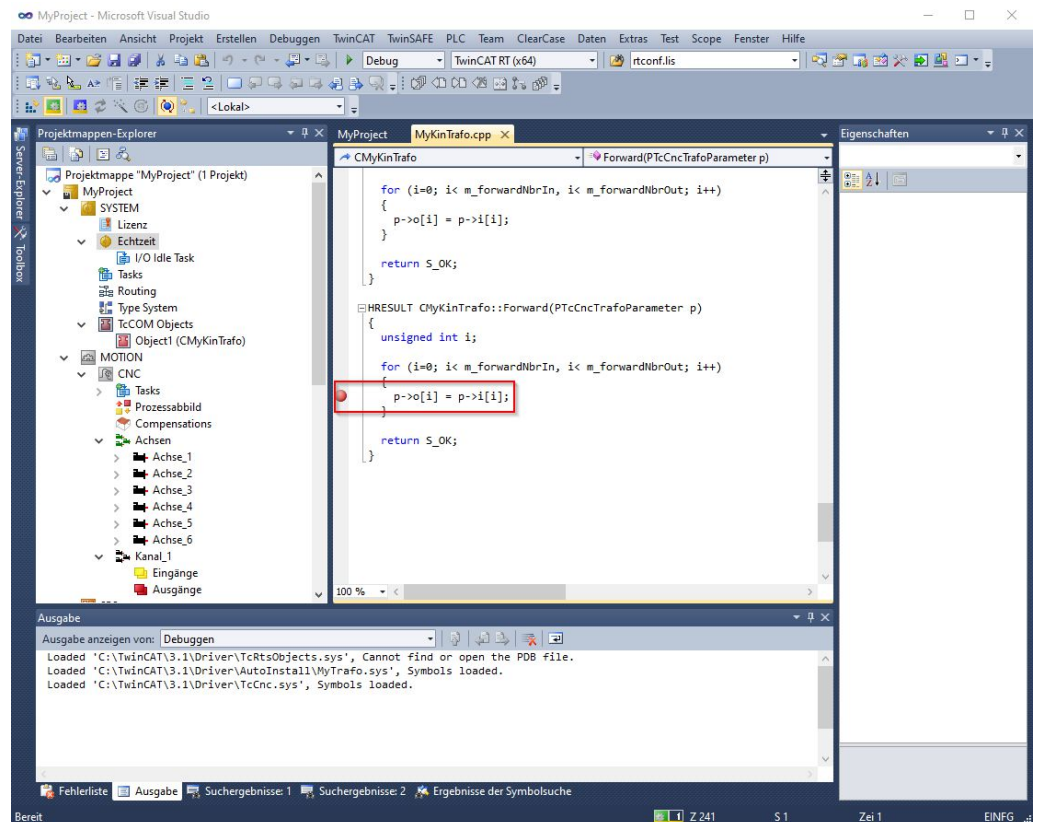 MyProject - Microsoft Visual Studio
Datei Bearbeiten Ansicht Projekt Erstellen Debuggen TwinCAT TwinSAFE PLC Team ClearCase Daten Extras Test Scope Fenster Hilfe
Debug TwinCAT RT (x64) rtconf.lis
<Lokal>
Server-Explorer
Toolbox
Projektmappen-Explorer
Projektmappe "MyProject" (1 Projekt)
MyProject
SYSTEM
Lizenz
Echtzeit
I/O Idle Task
Tasks
Routing
Type System
TcCOM Objects
Object1 (CMyKinTrafo)
MOTION
CNC
Tasks
Prozessabbild
Compensations
Achsen
Achse_1
Achse_2
Achse_3
Achse_4
Achse_5
Achse_6
Kanal_1
Eingänge
Ausgänge
MyProject MyKinTrafo.cpp
CMyKinTrafo Forward(PTcCncTrafoParameter p)
for (i=0; i< m_forwardNbrIn, i< m_forwardNbrOut; i++)
{
p->o[i] = p->i[i];
}
return S_OK;
}
HRESULT CMyKinTrafo::Forward(PTcCncTrafoParameter p)
{
unsigned int i;
for (i=0; i< m_forwardNbrIn, i< m_forwardNbrOut; i++)
{
p->o[i] = p->i[i];
}
return S_OK;
}
100 %
Eigenschaften
Ausgabe
Ausgabe anzeigen von: Debuggen
Loaded 'C:\TwinCAT\3.1\Driver\TcRtsObjects.sys', Cannot find or open the PDB file.
Loaded 'C:\TwinCAT\3.1\Driver\AutoInstall\MyTrafo.sys', Symbols loaded.
Loaded 'C:\TwinCAT\3.1\Driver\TcCnc.sys', Symbols loaded.
Fehlerliste Ausgabe Suchergebnisse: 1 Suchergebnisse: 2 Ergebnisse der Symbolsuche
Bereit 1 Z 241 S 1 Zei 1 EINFG